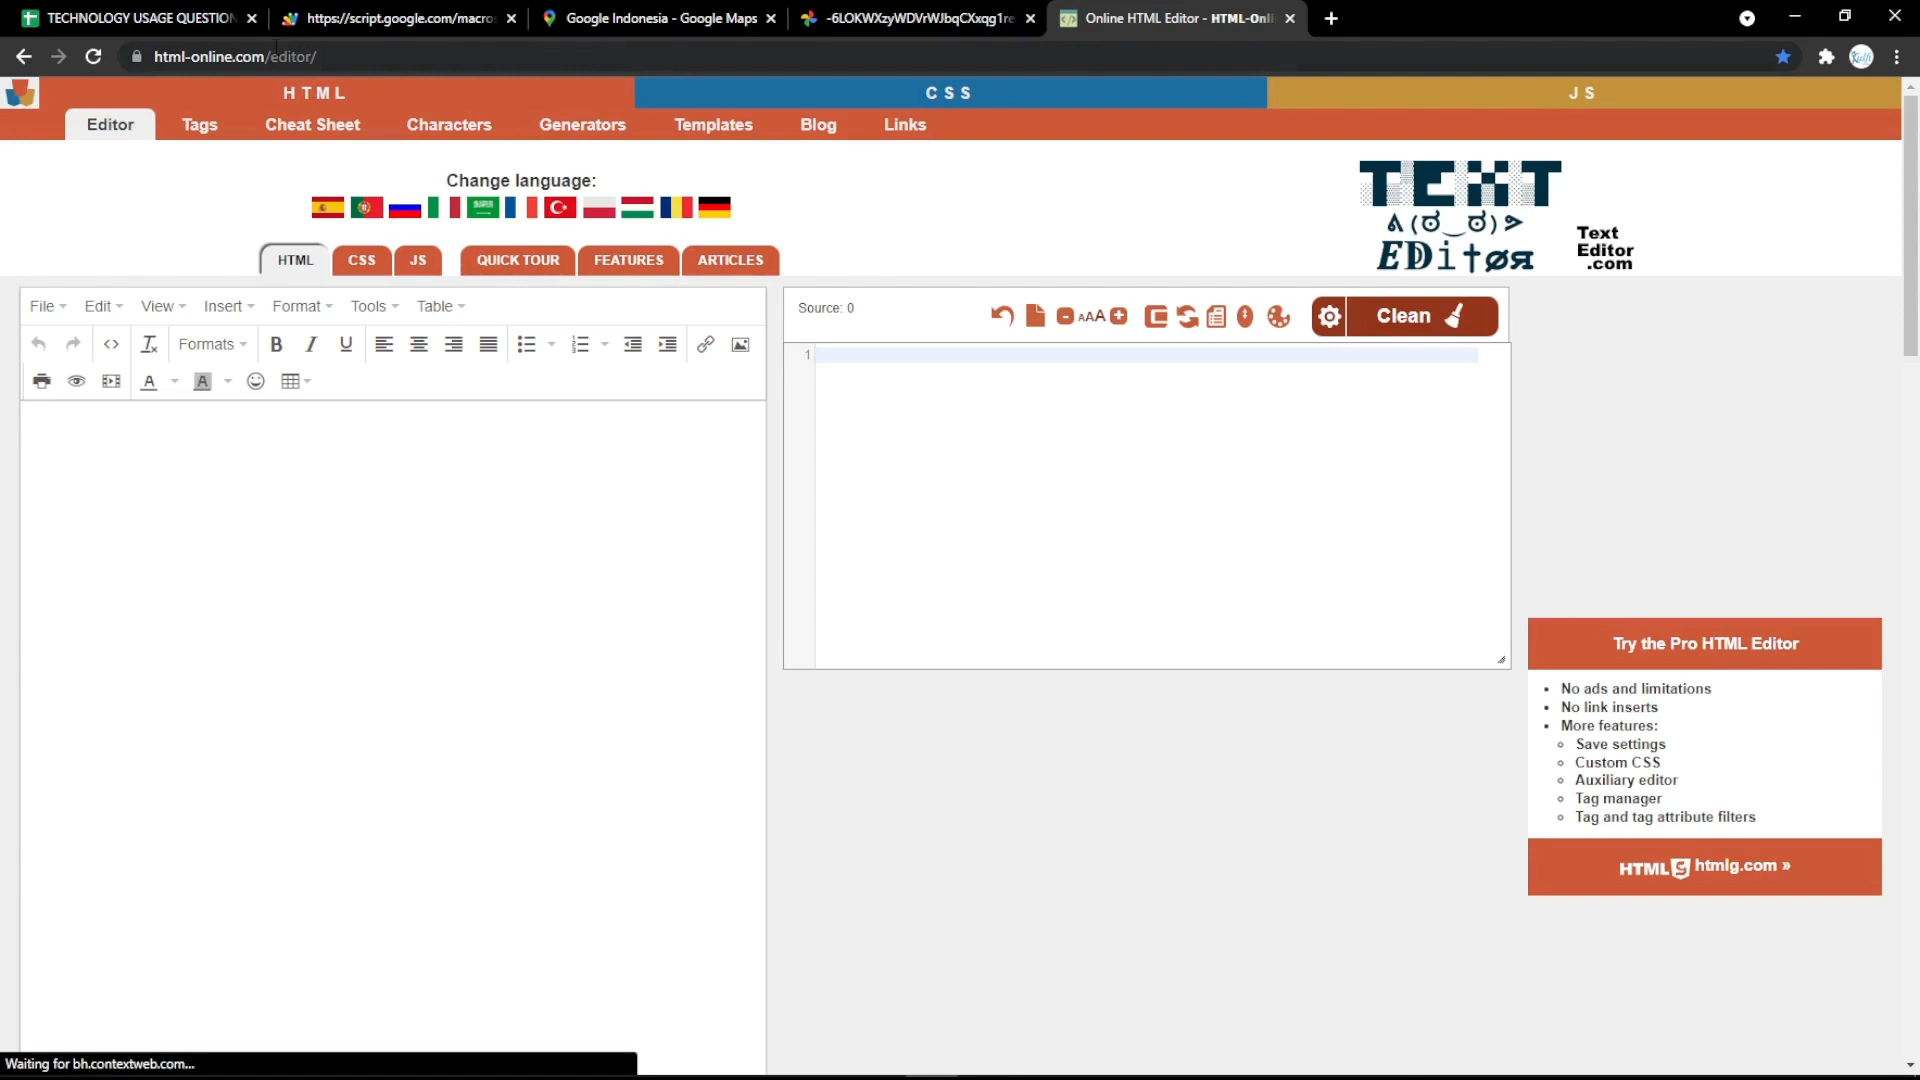 TECHNOLOGY USAGE QUESTION
https://script.google.com/macros
Google Indonesia - Google Maps
-6LOKWXzyWDVrWJbqCXxqg1re
Online HTML Editor - HTML-Onli
html-online.com/editor/
HTML CSS JS
Editor Tags Cheat Sheet Characters Generators Templates Blog Links
Change language:
TEXT
EDitøя
Text
Editor
.com
HTML CSS JS QUICK TOUR FEATURES ARTICLES
File Edit View Insert Format Tools Table
Source: 0
AAA
Clean
Formats B I U
A A
1
Try the Pro HTML Editor
• No ads and limitations
• No link inserts
• More features:
◦ Save settings
◦ Custom CSS
◦ Auxiliary editor
◦ Tag manager
◦ Tag and tag attribute filters
HTML G htmlg.com »
Waiting for bh.contextweb.com...